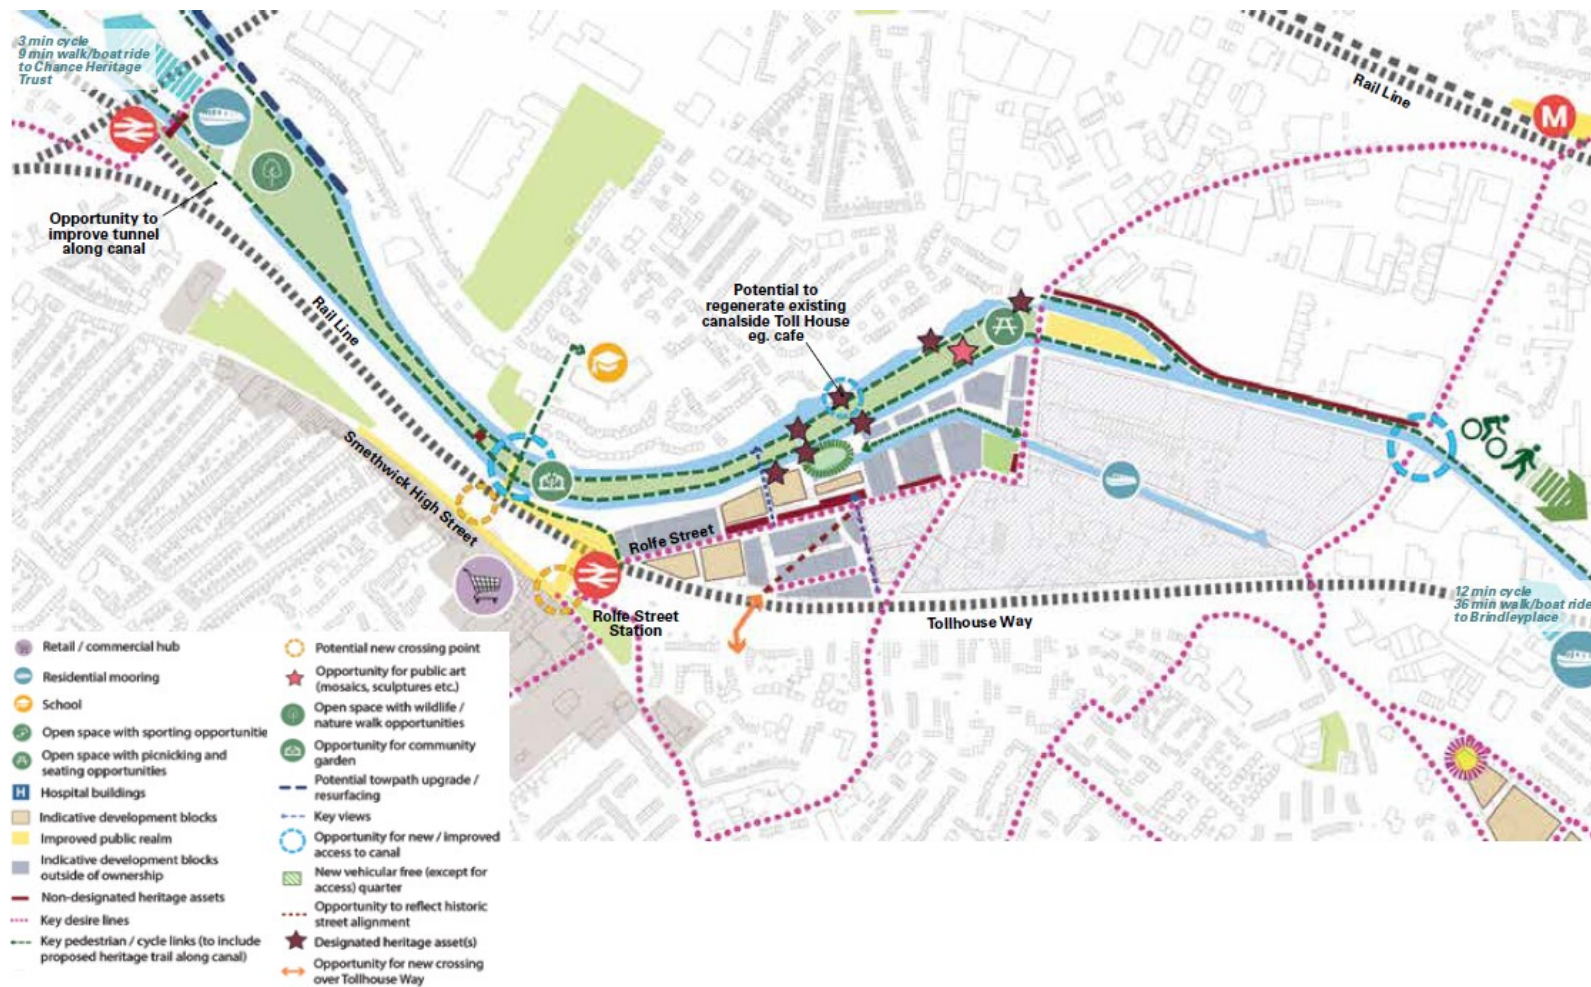 3 min cycle
9 min walk/boat ride
to Chance Heritage
Trust
Rail Line
M
Opportunity to
improve tunnel
along canal
Rail Line
Potential to
regenerate existing
canalside Toll House
eg. cafe
Smethwick High Street
Rolfe Street
Rolfe Street
Station
Tollhouse Way
12 min cycle
36 min walk/boat ride
to Brindleyplace
Retail / commercial hub
Residential mooring
School
Open space with sporting opportunitie
Open space with picnicking and
seating opportunities
H Hospital buildings
Indicative development blocks
Improved public realm
Indicative development blocks
outside of ownership
Non-designated heritage assets
Key desire lines
Key pedestrian / cycle links (to include
proposed heritage trail along canal)
Potential new crossing point
Opportunity for public art
(mosaics, sculptures etc.)
Open space with wildlife /
nature walk opportunities
Opportunity for community
garden
Potential towpath upgrade /
resurfacing
Key views
Opportunity for new / improved
access to canal
New vehicular free (except for
access) quarter
Opportunity to reflect historic
street alignment
Designated heritage asset(s)
Opportunity for new crossing
over Tollhouse Way